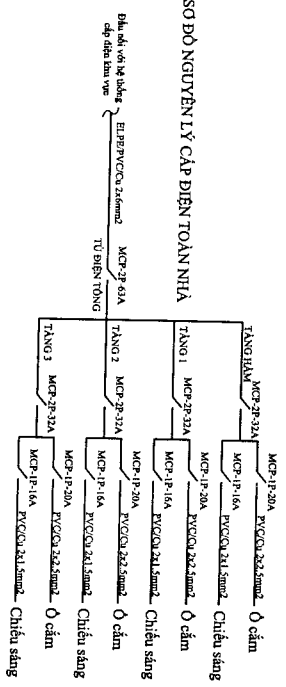 SƠ ĐỒ NGUYÊN LÝ CẤP ĐIỆN TOÀN NHÀ
Đấu nối với hệ thống
cấp điện khu vực
ELPE/PVC/Cu 2x6mm2
MCP-2P-63A
TỦ ĐIỆN TỔNG
TẦNG HẦM
MCP-2P-32A
MCP-1P-20A
PVC/Cu 2x2.5mm2
Ổ cắm
MCP-1P-16A
PVC/Cu 2x1.5mm2
Chiếu sáng
TẦNG 1
MCP-2P-32A
MCP-1P-20A
PVC/Cu 2x2.5mm2
Ổ cắm
MCP-1P-16A
PVC/Cu 2x1.5mm2
Chiếu sáng
TẦNG 2
MCP-2P-32A
MCP-1P-20A
PVC/Cu 2x2.5mm2
Ổ cắm
MCP-1P-16A
PVC/Cu 2x1.5mm2
Chiếu sáng
TẦNG 3
MCP-2P-32A
MCP-1P-20A
PVC/Cu 2x2.5mm2
Ổ cắm
MCP-1P-16A
PVC/Cu 2x1.5mm2
Chiếu sáng